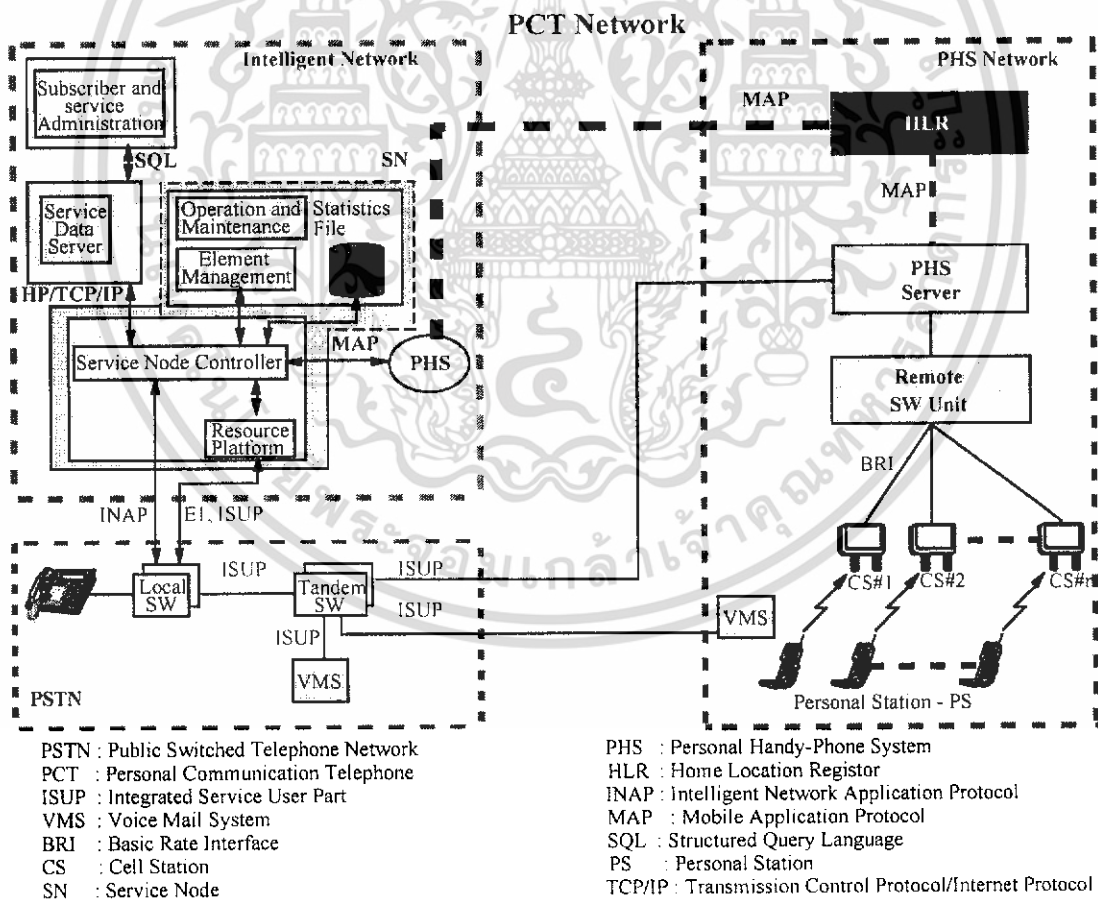 PCT Network
Intelligent Network
Subscriber and
service
Administration
SQL
SN
Service
Data
Server
Operation and
Maintenance
Statistics
File
Element
Management
HP/TCP/IP
MAP
Service Node Controller
PHS
Resource
Platform
INAP
E1, ISUP
PHS Network
MAP
HLR
MAP
PHS
Server
Remote
SW Unit
BRI
CS#1
CS#2
CS#n
Personal Station - PS
VMS
Local
SW
ISUP
Tandem
SW
ISUP
ISUP
ISUP
VMS
PSTN
PSTN : Public Switched Telephone Network
PCT : Personal Communication Telephone
ISUP : Integrated Service User Part
VMS : Voice Mail System
BRI : Basic Rate Interface
CS : Cell Station
SN : Service Node
PHS : Personal Handy-Phone System
HLR : Home Location Registor
INAP : Intelligent Network Application Protocol
MAP : Mobile Application Protocol
SQL : Structured Query Language
PS : Personal Station
TCP/IP : Transmission Control Protocol/Internet Protocol